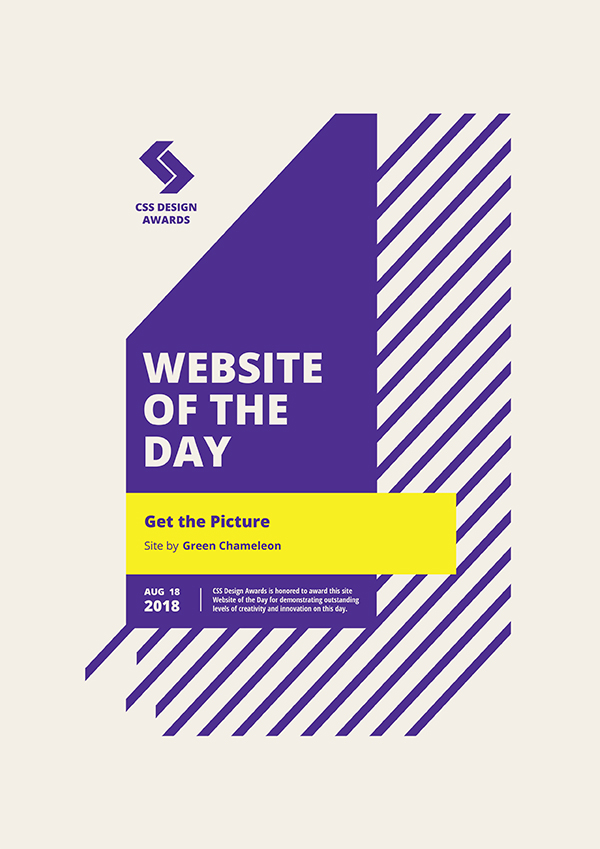 CSS DESIGN
AWARDS
WEBSITE
OF THE
DAY
Get the Picture
Site by Green Chameleon
AUG 18
2018
CSS Design Awards is honored to award this site
Website of the Day for demonstrating outstanding
levels of creativity and innovation on this day.